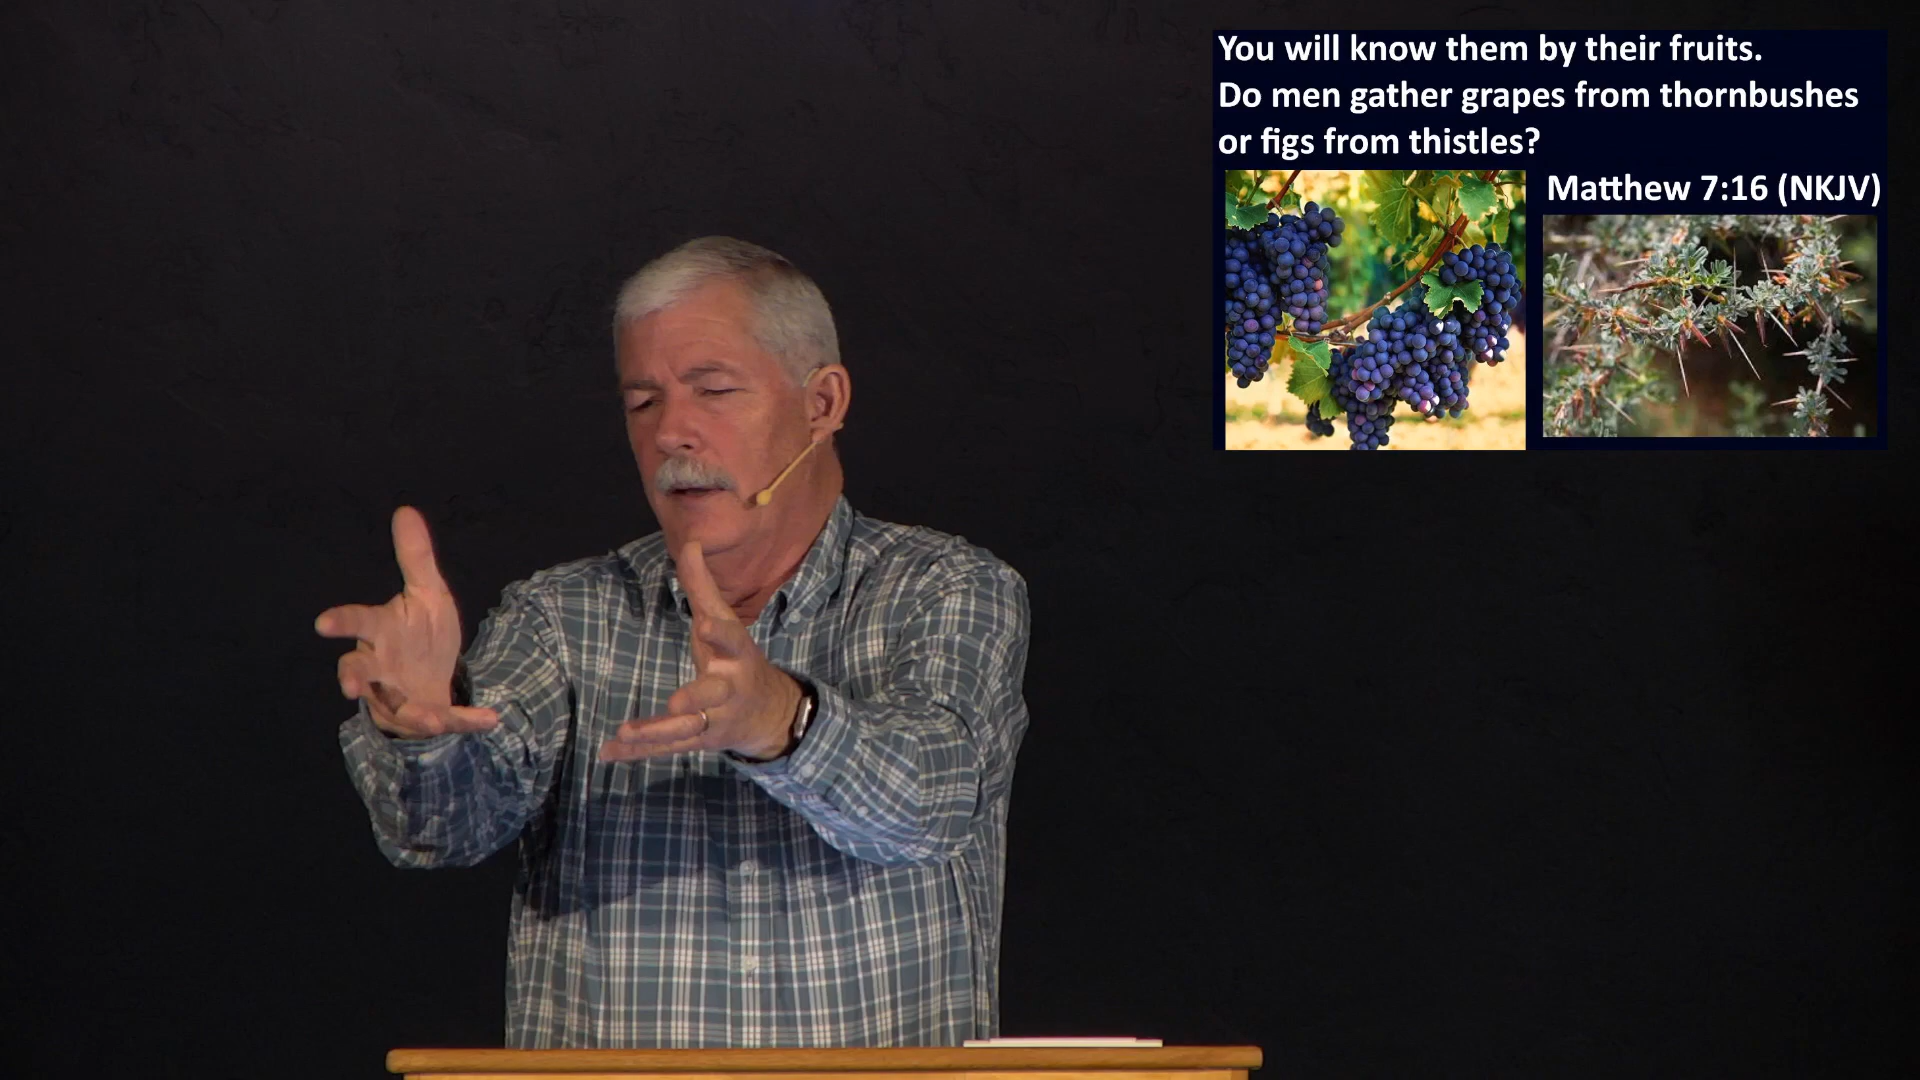 You will know them by their fruits.
Do men gather grapes from thornbushes
or figs from thistles?
Matthew 7:16 (NKJV)